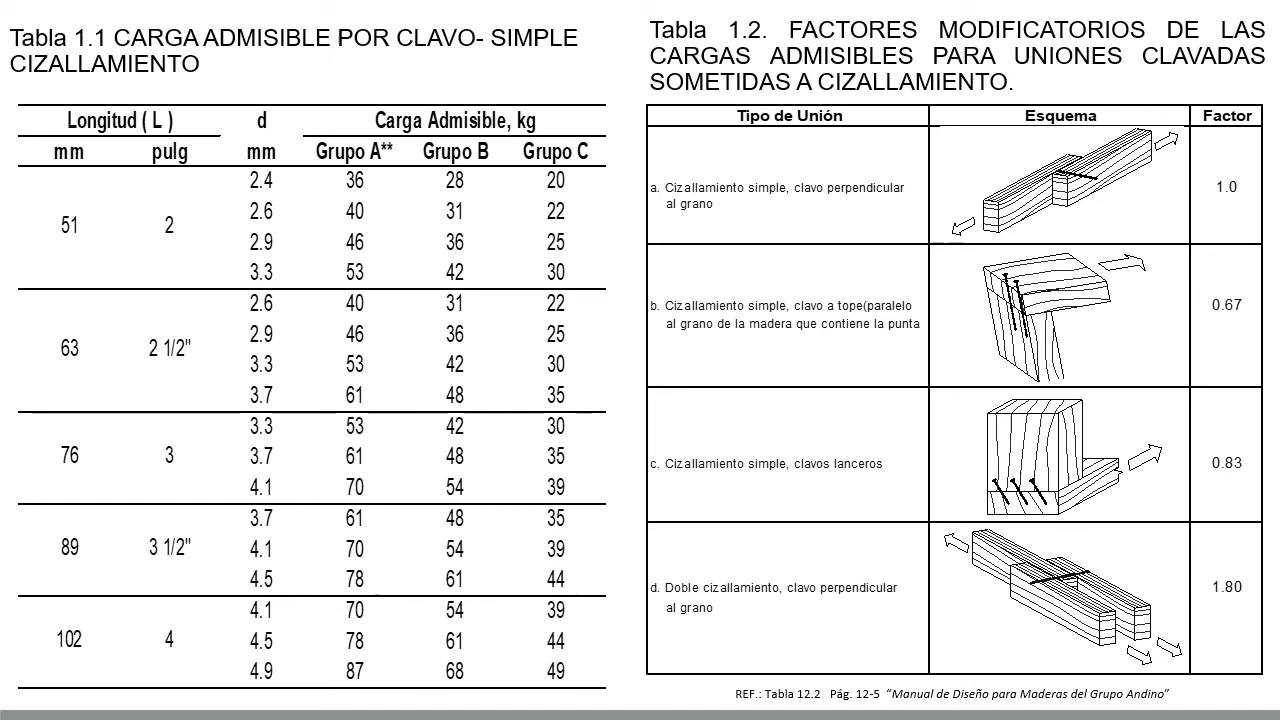 Tabla 1.1 CARGA ADMISIBLE POR CLAVO- SIMPLE
CIZALLAMIENTO
Longitud ( L ) d Carga Admisible, kg
mm pulg mm Grupo A** Grupo B Grupo C
2.4 36 28 20
2.6 40 31 22
51 2
2.9 46 36 25
3.3 53 42 30
2.6 40 31 22
2.9 46 36 25
63 2 1/2"
3.3 53 42 30
3.7 61 48 35
3.3 53 42 30
76 3 3.7 61 48 35
4.1 70 54 39
3.7 61 48 35
89 3 1/2" 4.1 70 54 39
4.5 78 61 44
4.1 70 54 39
102 4 4.5 78 61 44
4.9 87 68 49
Tabla 1.2. FACTORES MODIFICATORIOS DE LAS
CARGAS ADMISIBLES PARA UNIONES CLAVADAS
SOMETIDAS A CIZALLAMIENTO.
Tipo de Unión Esquema Factor
a. Cizallamiento simple, clavo perpendicular 1.0
al grano
b. Cizallamiento simple, clavo a tope(paralelo 0.67
al grano de la madera que contiene la punta
c. Cizallamiento simple, clavos lanceros 0.83
d. Doble cizallamiento, clavo perpendicular 1.80
al grano
REF.: Tabla 12.2 Pág. 12-5 “Manual de Diseño para Maderas del Grupo Andino”